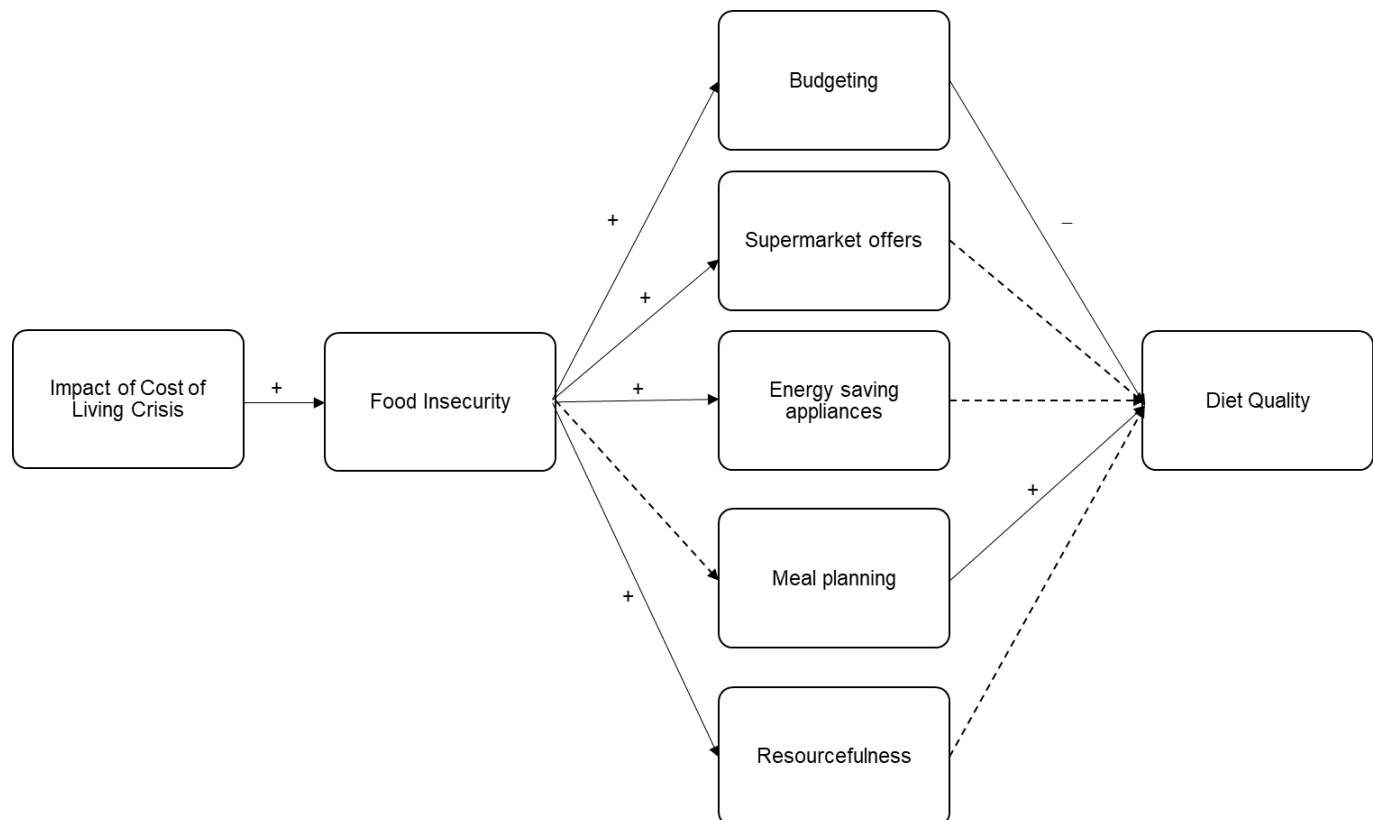 Budgeting
+
–
Supermarket offers
+
Impact of Cost of
Living Crisis
+
Food Insecurity
+
Energy saving
appliances
Diet Quality
+
Meal planning
+
Resourcefulness